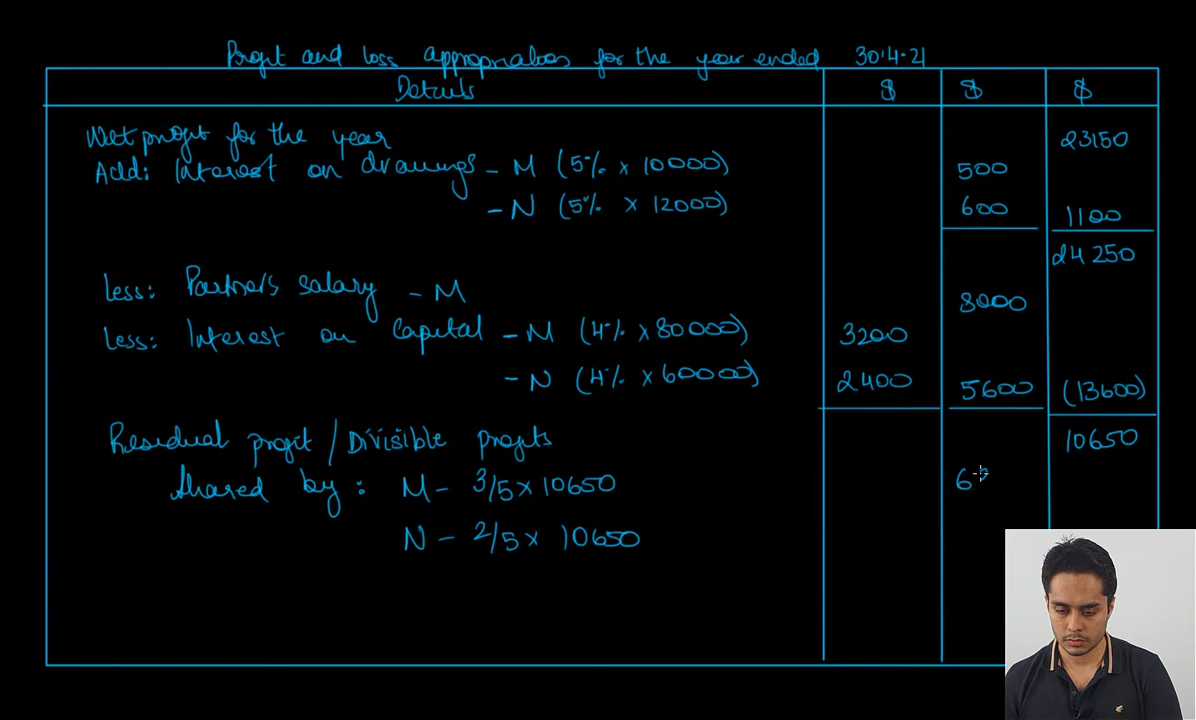 Profit and loss appropriation for the year ended 30.4.21
Details $ $ $
Net profit for the year 23150
Add: Interest on drawings - M (5% x 10000) 500
- N (5% x 12000) 600 1100
24250
Less: Partners salary - M 8000
Less: Interest on capital - M (4% x 80000) 3200
- N (4% x 60000) 2400 5600 (13600)
Residual profit / Divisible profits 10650
Shared by: M - 3/5 x 10650 6
N - 2/5 x 10650